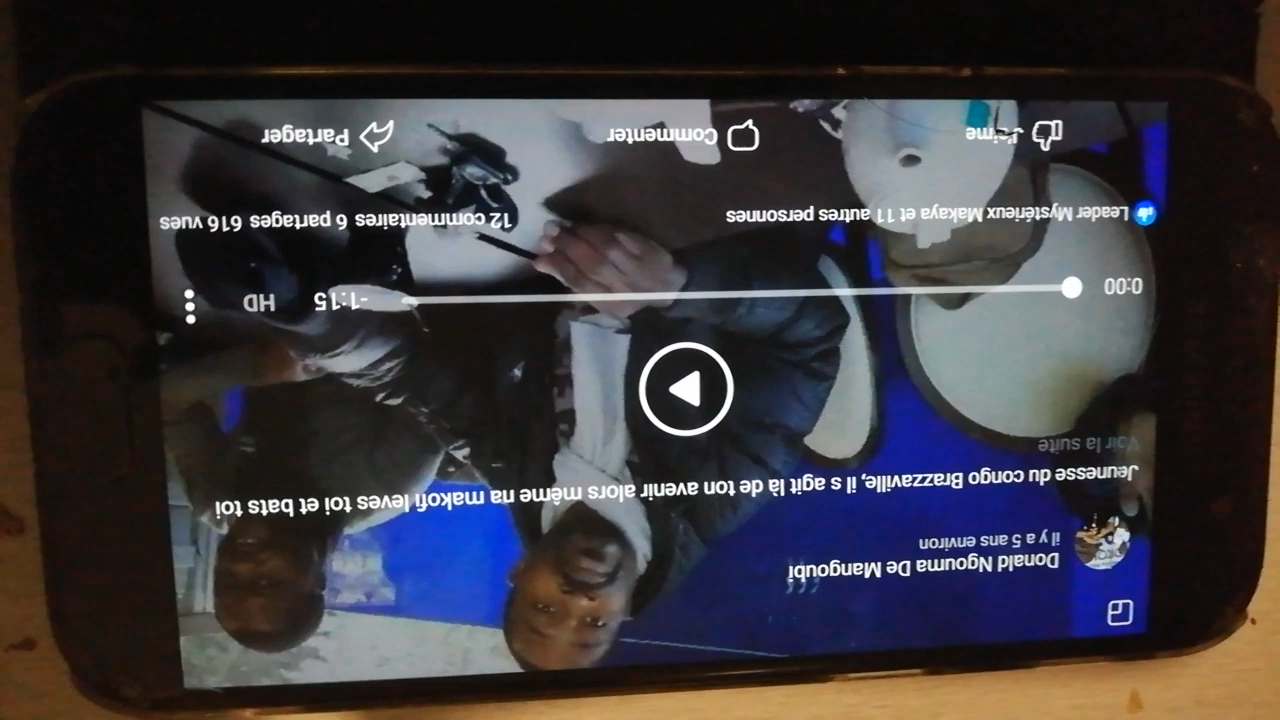 Donald Ngouma De Mangoubi
il y a 5 ans environ
Jeunesse du congo Brazzaville, il s agit là de ton avenir alors même na makofi leves toi et bats toi
Voir la suite
0:00
-1:15
HD
Leader Mystérieux Makaya et 11 autres personnes
12 commentaires 6 partages 616 vues
J'aime
Commenter
Partager